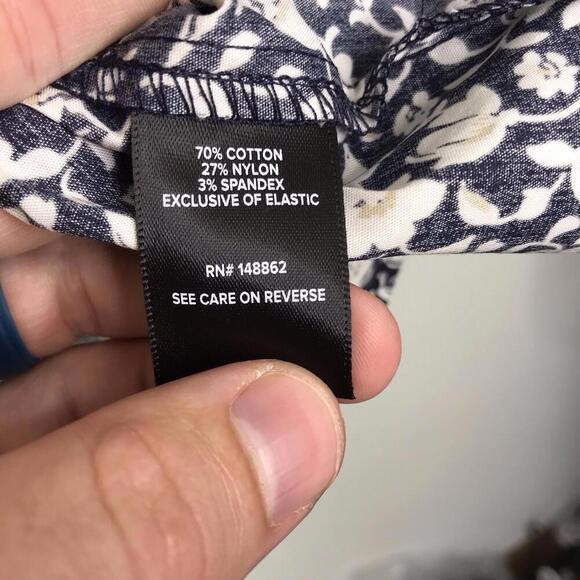 70% COTTON
27% NYLON
3% SPANDEX
EXCLUSIVE OF ELASTIC
RN# 148862
SEE CARE ON REVERSE